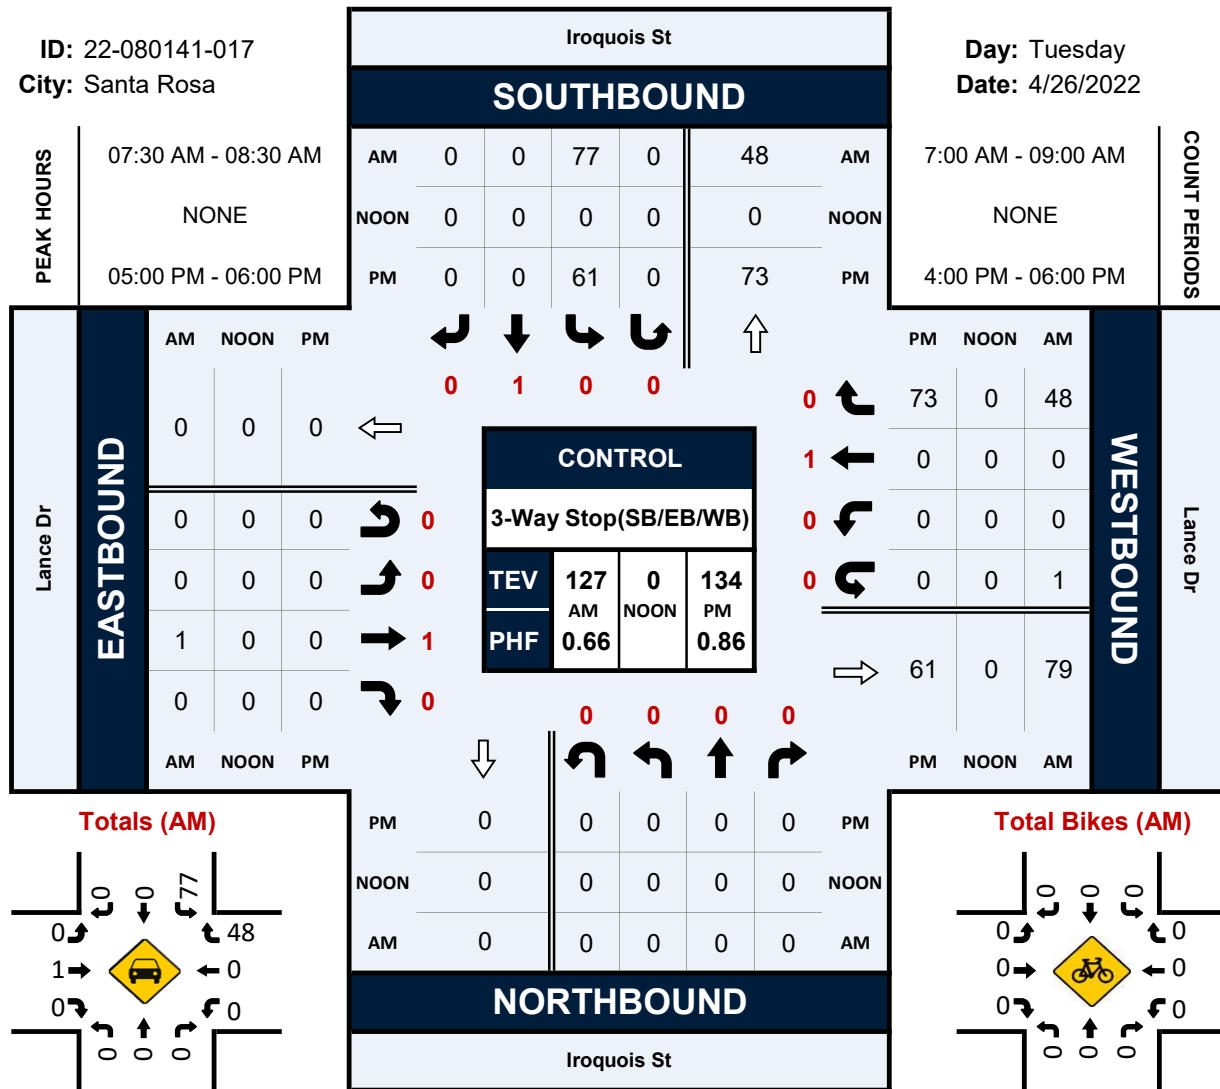 Iroquois St
ID: 22-080141-017
Day: Tuesday
City: Santa Rosa
Date: 4/26/2022
SOUTHBOUND
PEAK HOURS
07:30 AM - 08:30 AM
AM 0 0 77 0 48 AM
7:00 AM - 09:00 AM
COUNT PERIODS
NONE
NOON 0 0 0 0 0 NOON
NONE
05:00 PM - 06:00 PM
PM 0 0 61 0 73 PM
4:00 PM - 06:00 PM
0 1 0 0
Lance Dr
EASTBOUND
AM NOON PM
0 0 0
0 0 0 0
0 0 0 0
1 0 0 1
0 0 0 0
AM NOON PM
CONTROL
3-Way Stop(SB/EB/WB)
TEV 127 0 134
AM NOON PM
PHF 0.66 0.86
PM NOON AM
0 73 0 48
1 0 0 0
0 0 0 0
0 0 0 1
61 0 79
PM NOON AM
WESTBOUND
Lance Dr
0 0 0 0
PM 0 0 0 0 0 PM
NOON 0 0 0 0 0 NOON
AM 0 0 0 0 0 AM
NORTHBOUND
Iroquois St
Totals (AM)
0 0 77
0 48
1 0
0 0
0 0 0
Total Bikes (AM)
0 0 0
0 0
0 0
0 0
0 0 0